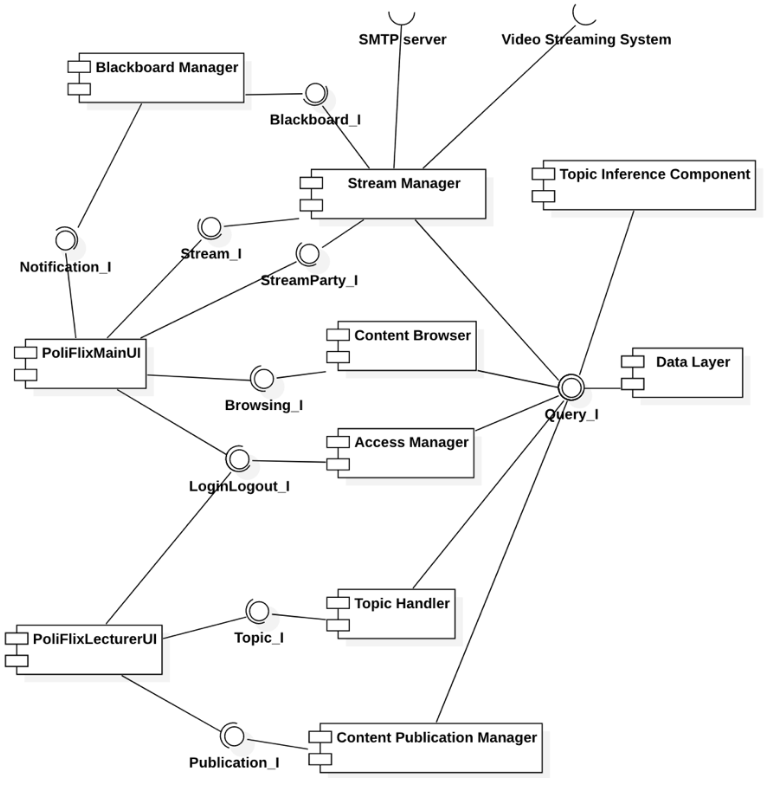 SMTP server
Video Streaming System
Blackboard Manager
Blackboard_I
Stream Manager
Topic Inference Component
Stream_I
Notification_I
StreamParty_I
PoliFlixMainUI
Content Browser
Data Layer
Browsing_I
Query_I
Access Manager
LoginLogout_I
Topic Handler
PoliFlixLecturerUI
Topic_I
Content Publication Manager
Publication_I